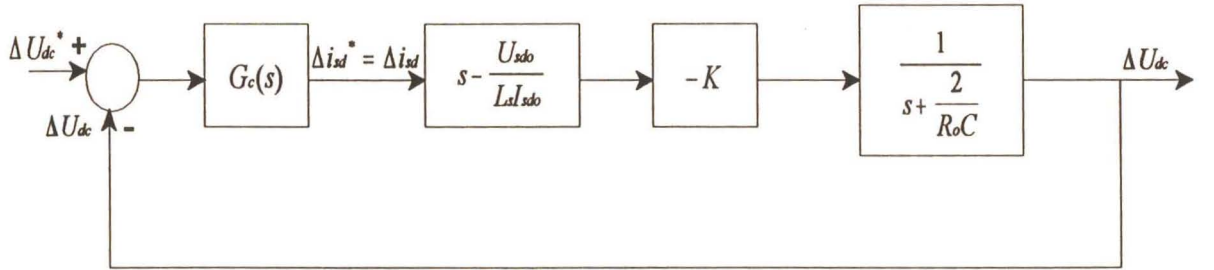 ΔUdc* +
ΔUdc -
Gc(s)
Δisd* = Δisd
s - Usdo / LsIsdo
-K
1 / s + 2 / RoC
ΔUdc